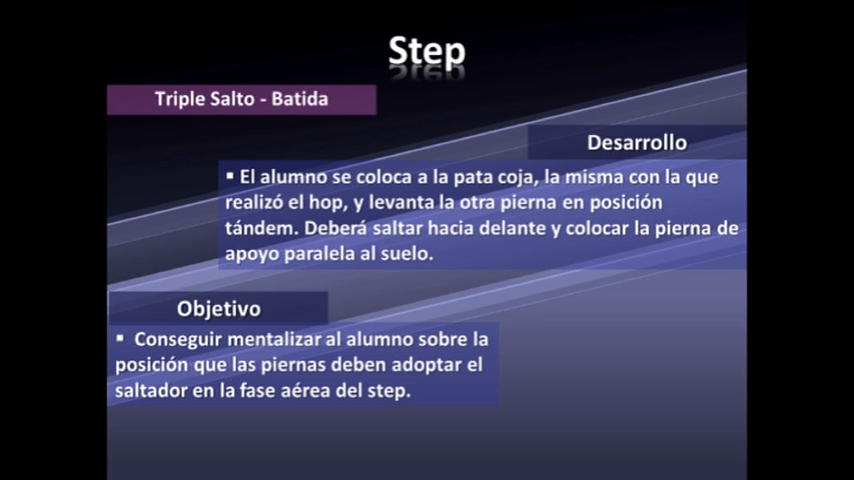 Step
Triple Salto - Batida
Desarrollo
▪ El alumno se coloca a la pata coja, la misma con la que
realizó el hop, y levanta la otra pierna en posición
tándem. Deberá saltar hacia delante y colocar la pierna de
apoyo paralela al suelo.
Objetivo
▪ Conseguir mentalizar al alumno sobre la
posición que las piernas deben adoptar el
saltador en la fase aérea del step.